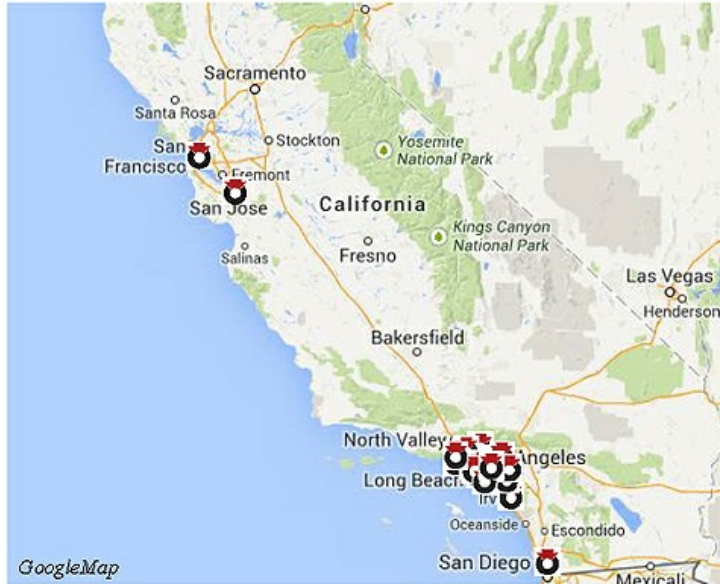 Sacramento
Santa Rosa
Stockton
San
Francisco
Fremont
San Jose
Yosemite
National Park
California
Salinas
Fresno
Kings Canyon
National Park
Las Vegas
Henderson
Bakersfield
North Valley
Angeles
Long Beach
Irv
Oceanside
Escondido
San Diego
Mexicali
GoogleMap